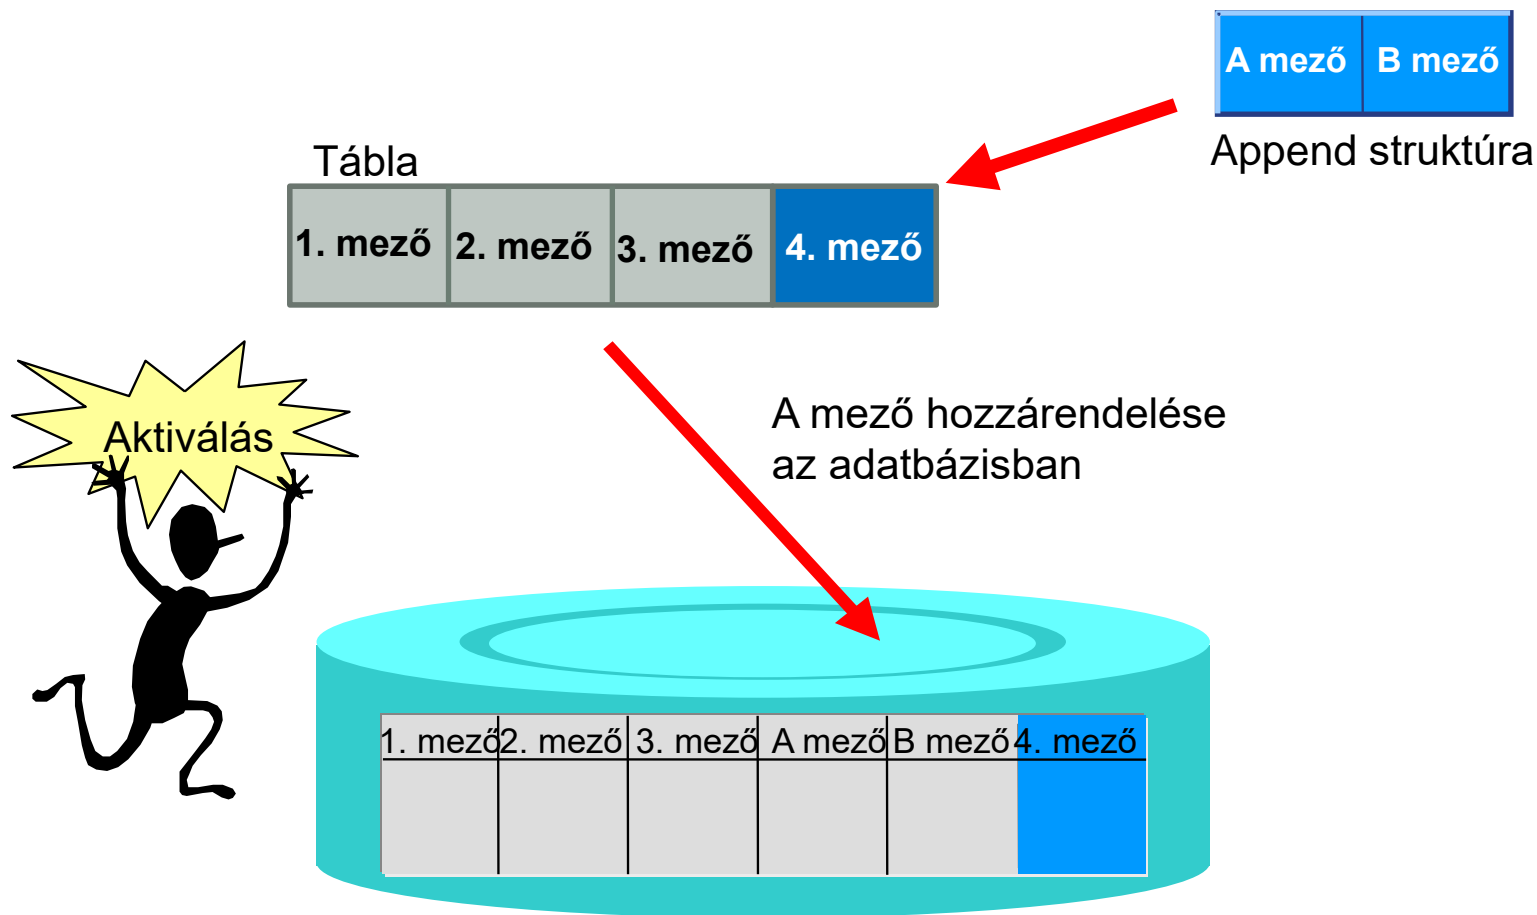 A mező B mező
Append struktúra
Tábla
1. mező 2. mező 3. mező 4. mező
Aktiválás
A mező hozzárendelése
az adatbázisban
1. mező 2. mező 3. mező A mező B mező 4. mező